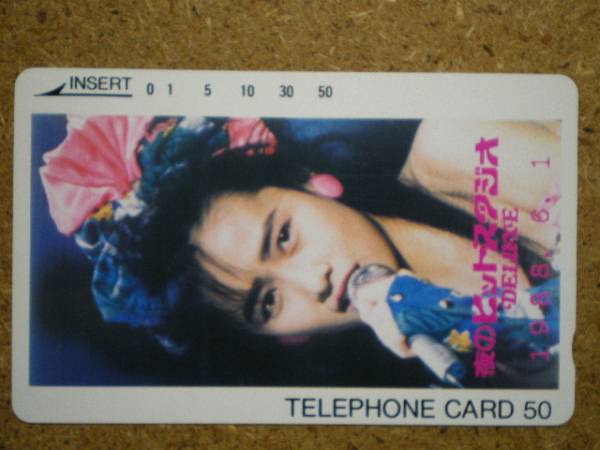 INSERT 0 1 5 10 30 50
夜のヒットスタジオ
DELUXE
1988. 6. 1
TELEPHONE CARD 50